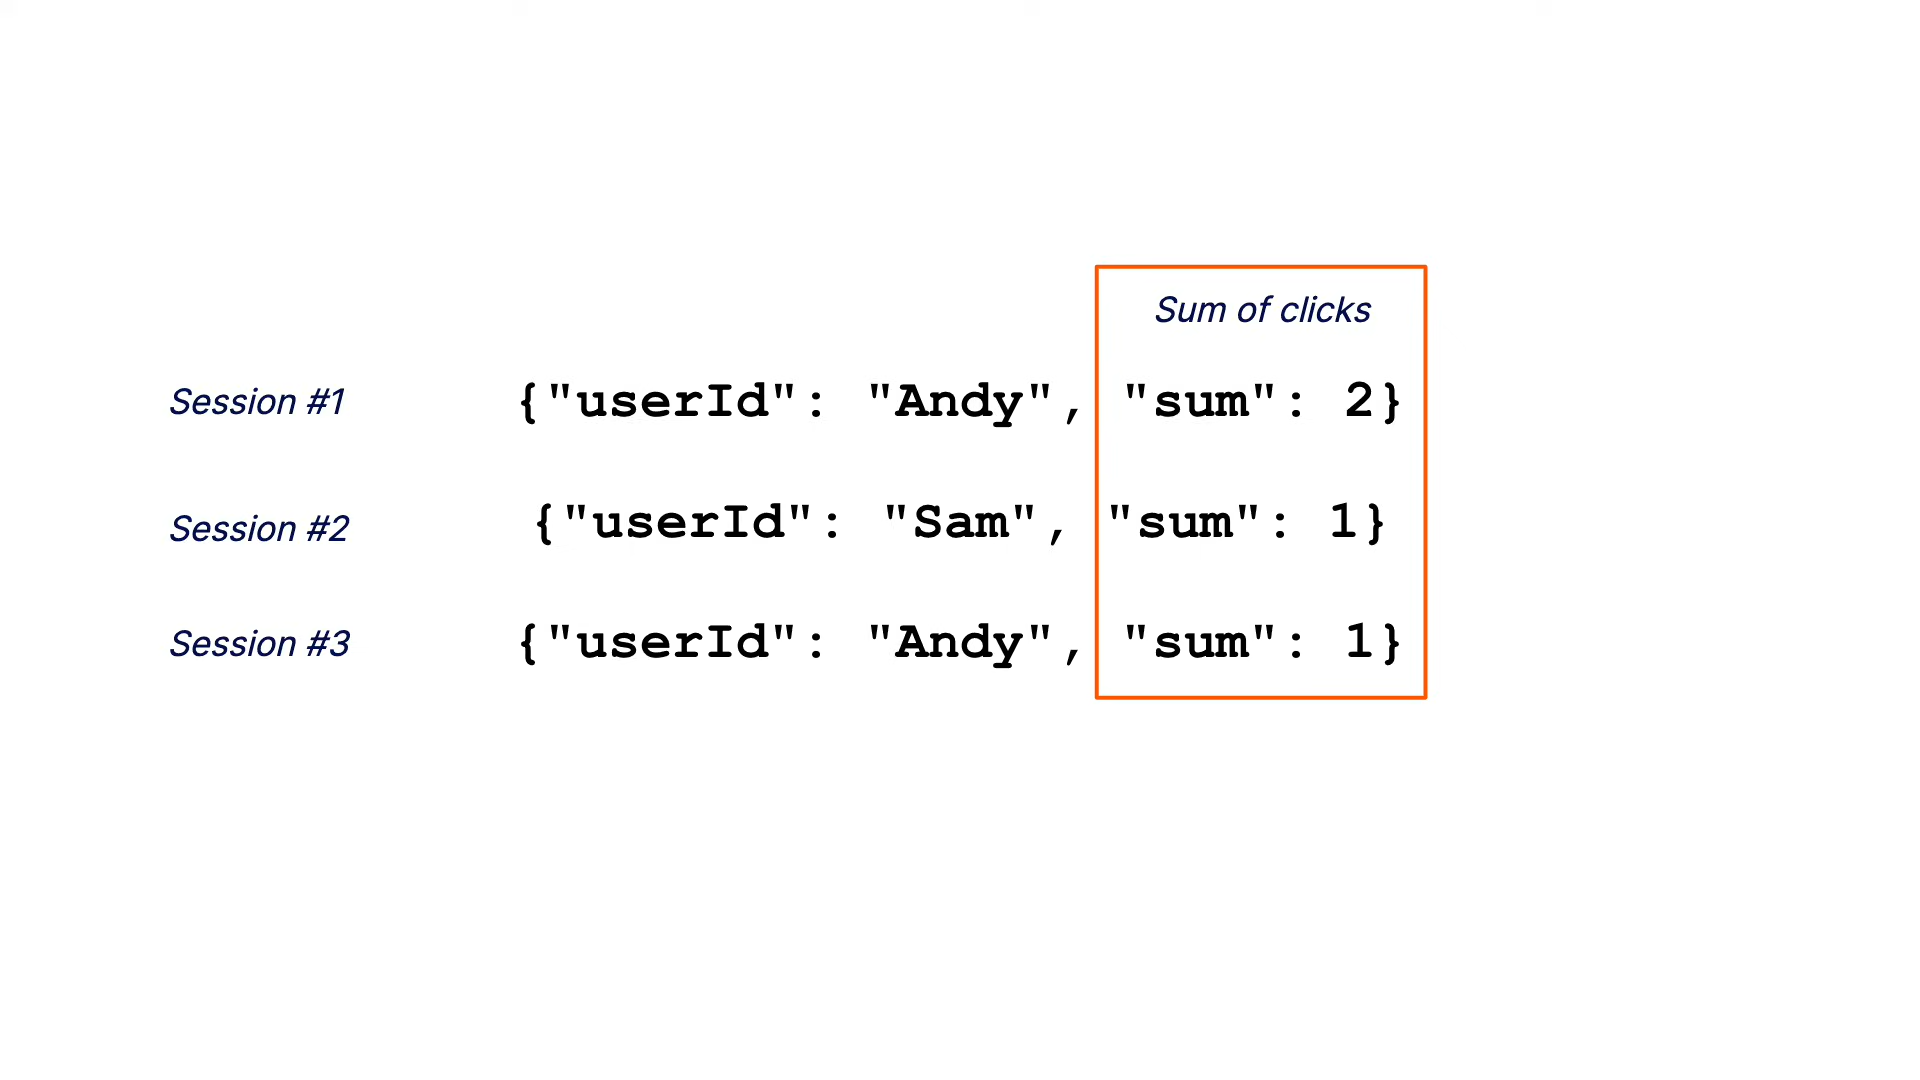 Sum of clicks
Session #1 {"userId": "Andy", "sum": 2}
Session #2 {"userId": "Sam", "sum": 1}
Session #3 {"userId": "Andy", "sum": 1}